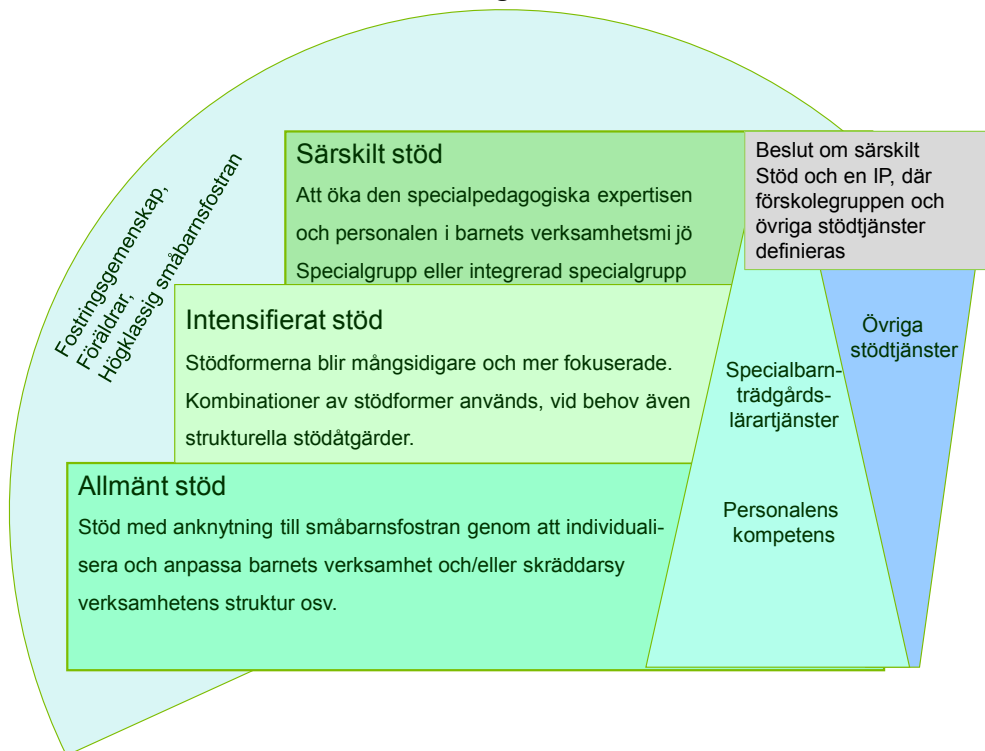 Fostringsgemenskap,
Föräldrar,
Högklassig småbarnsfostran
Särskilt stöd
Att öka den specialpedagogiska expertisen
och personalen i barnets verksamhetsmi jö
Specialgrupp eller integrerad specialgrupp
Beslut om särskilt
Stöd och en IP, där
förskolegruppen och
övriga stödtjänster
definieras
Intensifierat stöd
Stödformerna blir mångsidigare och mer fokuserade.
Kombinationer av stödformer används, vid behov även
strukturella stödåtgärder.
Övriga
stödtjänster
Specialbarn-
trädgårds-
lärartjänster
Allmänt stöd
Stöd med anknytning till småbarnsfostran genom att individuali-
sera och anpassa barnets verksamhet och/eller skräddarsy
verksamhetens struktur osv.
Personalens
kompetens